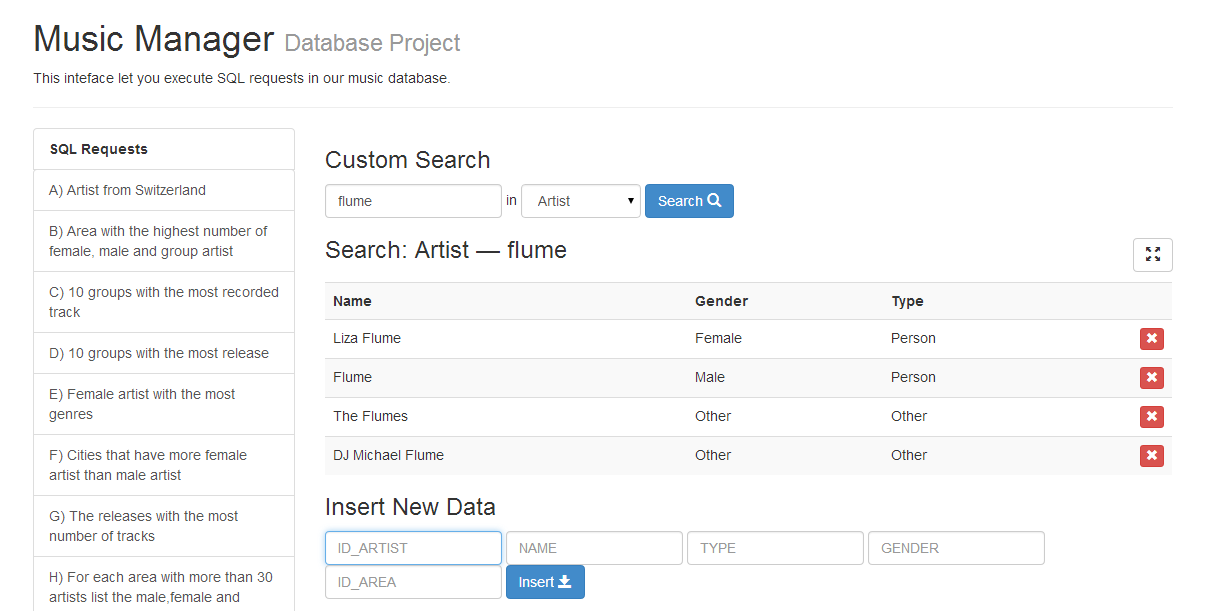 Music Manager Database Project
This inteface let you execute SQL requests in our music database.
SQL Requests
A) Artist from Switzerland
B) Area with the highest number of
female, male and group artist
C) 10 groups with the most recorded
track
D) 10 groups with the most release
E) Female artist with the most
genres
F) Cities that have more female
artist than male artist
G) The releases with the most
number of tracks
H) For each area with more than 30
artists list the male,female and
Custom Search
flume in Artist Search
Search: Artist — flume
Name Gender Type
Liza Flume Female Person
Flume Male Person
The Flumes Other Other
DJ Michael Flume Other Other
Insert New Data
ID_ARTIST NAME TYPE GENDER
ID_AREA Insert